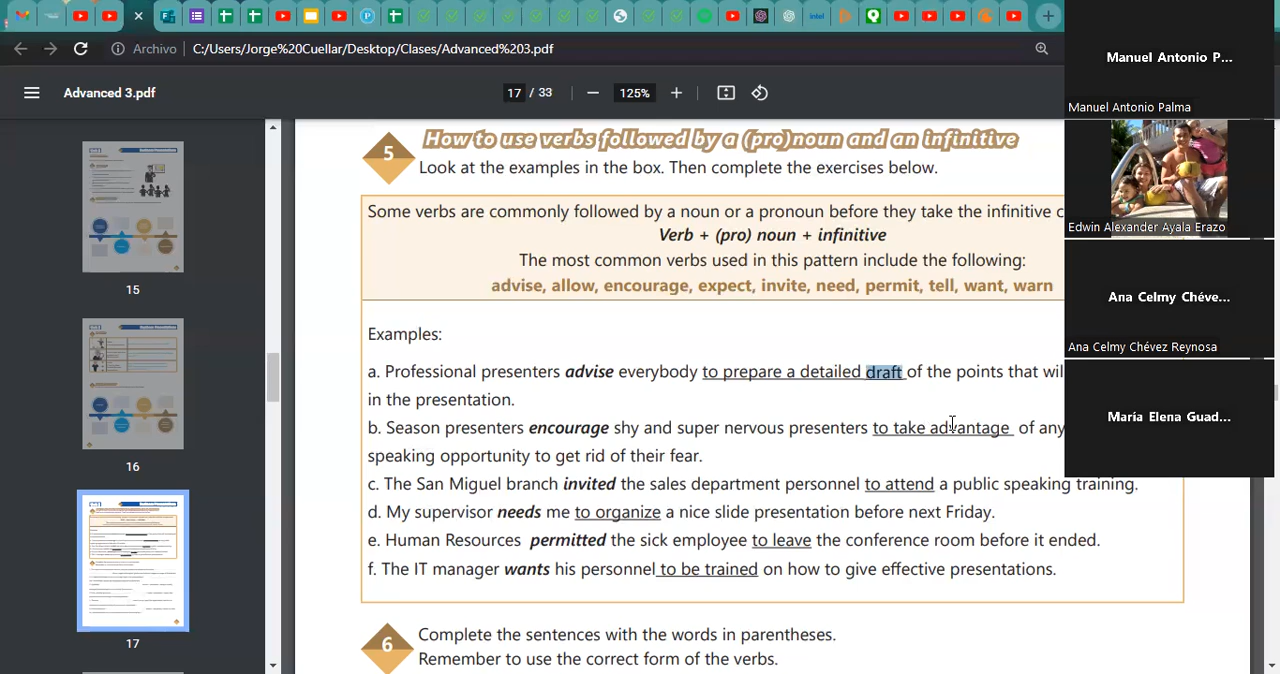 Archivo
C:/Users/Jorge%20Cuellar/Desktop/Clases/Advanced%203.pdf
Advanced 3.pdf
17 / 33
125%
15
16
17
5
How to use verbs followed by a (pro)noun and an infinitive
Look at the examples in the box. Then complete the exercises below.
Some verbs are commonly followed by a noun or a pronoun before they take the infinitive c
Verb + (pro) noun + infinitive
The most common verbs used in this pattern include the following:
advise, allow, encourage, expect, invite, need, permit, tell, want, warn
Examples:
a. Professional presenters advise everybody to prepare a detailed draft of the points that wil
in the presentation.
b. Season presenters encourage shy and super nervous presenters to take advantage of any
speaking opportunity to get rid of their fear.
c. The San Miguel branch invited the sales department personnel to attend a public speaking training.
d. My supervisor needs me to organize a nice slide presentation before next Friday.
e. Human Resources permitted the sick employee to leave the conference room before it ended.
f. The IT manager wants his personnel to be trained on how to give effective presentations.
6
Complete the sentences with the words in parentheses.
Remember to use the correct form of the verbs.
Manuel Antonio P...
Manuel Antonio Palma
Edwin Alexander Ayala Erazo
Ana Celmy Chéve...
Ana Celmy Chévez Reynosa
María Elena Guad...